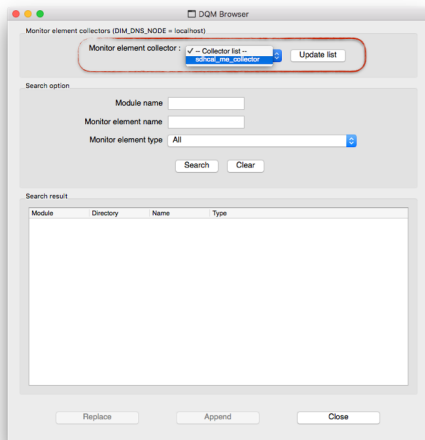 DQM Browser
Monitor element collectors (DIM_DNS_NODE = localhost)
Monitor element collector :
✓ -- Collector list --
sdhcal_me_collector
Update list
Search option
Module name
Monitor element name
Monitor element type All
Search Clear
Search result
Module Directory Name Type
Replace Append Close